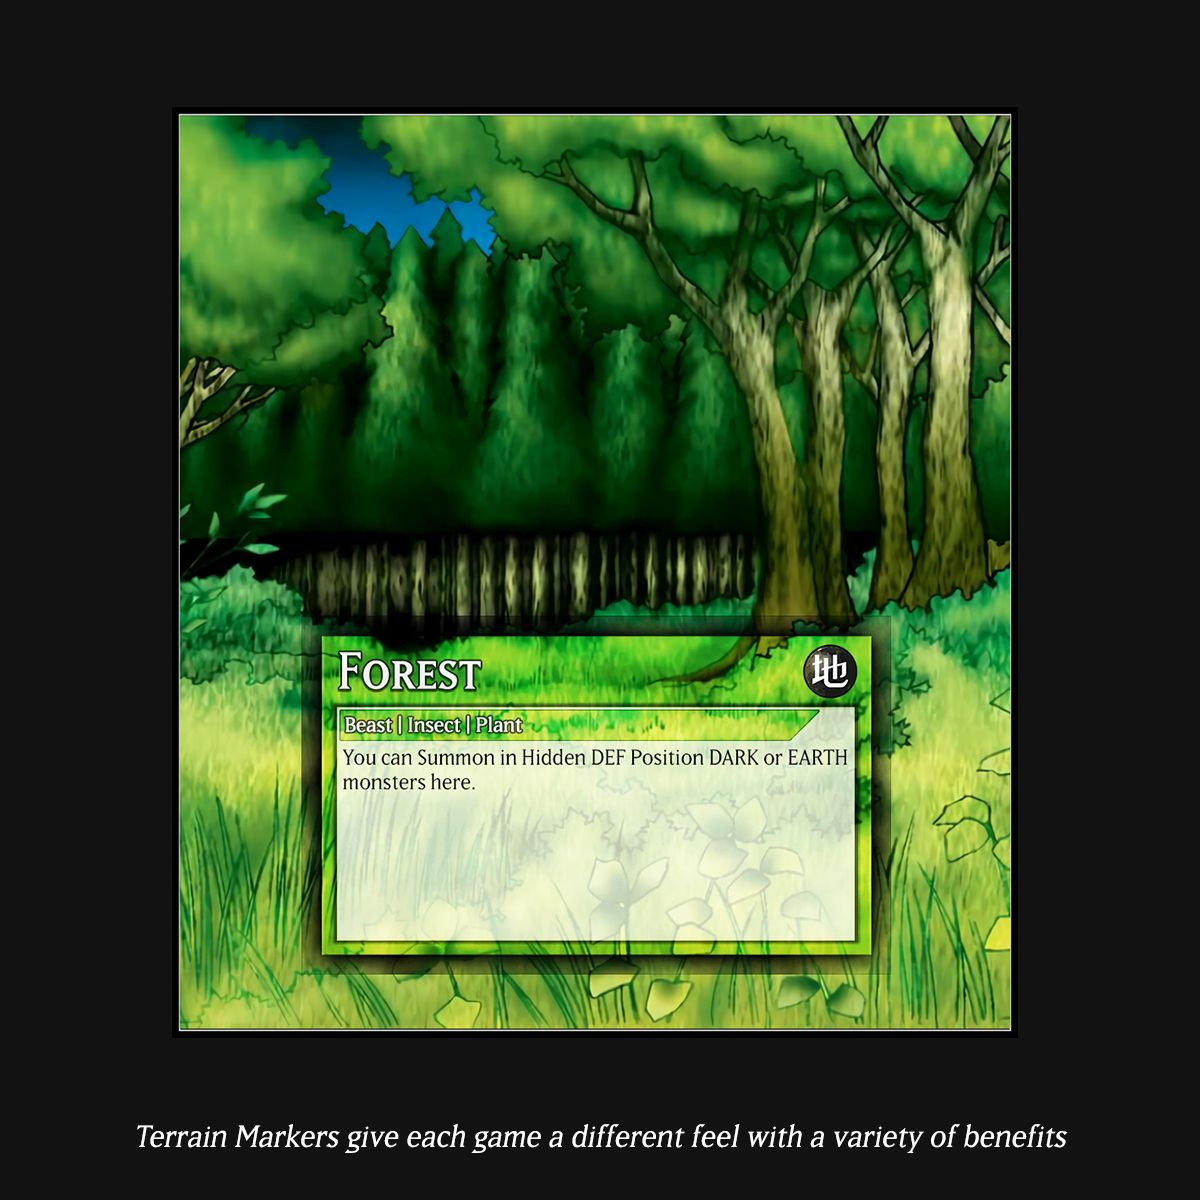 Forest
地
Beast | Insect | Plant
You can Summon in Hidden DEF Position DARK or EARTH
monsters here.
Terrain Markers give each game a different feel with a variety of benefits